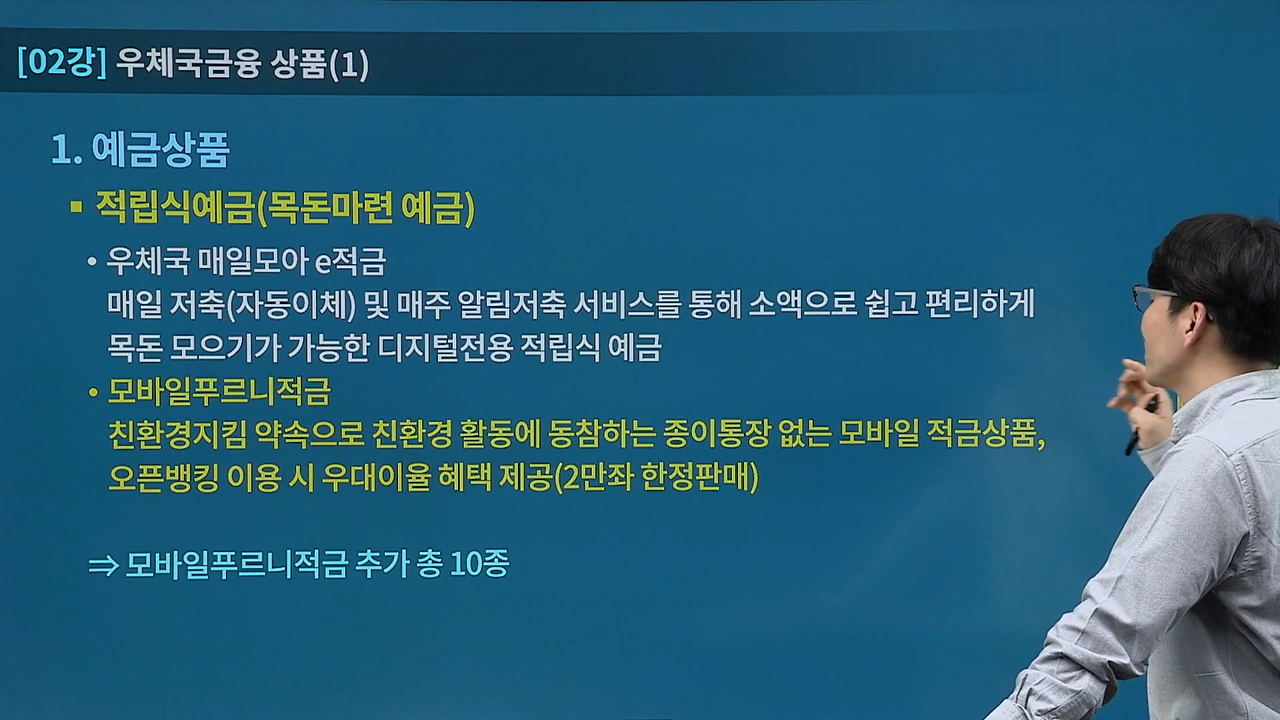 [02강] 우체국금융 상품(1)
1. 예금상품
▪ 적립식예금(목돈마련 예금)
• 우체국 매일모아 e적금
매일 저축(자동이체) 및 매주 알림저축 서비스를 통해 소액으로 쉽고 편리하게
목돈 모으기가 가능한 디지털전용 적립식 예금
• 모바일푸르니적금
친환경지킴 약속으로 친환경 활동에 동참하는 종이통장 없는 모바일 적금상품,
오픈뱅킹 이용 시 우대이율 혜택 제공(2만좌 한정판매)
⇒ 모바일푸르니적금 추가 총 10종